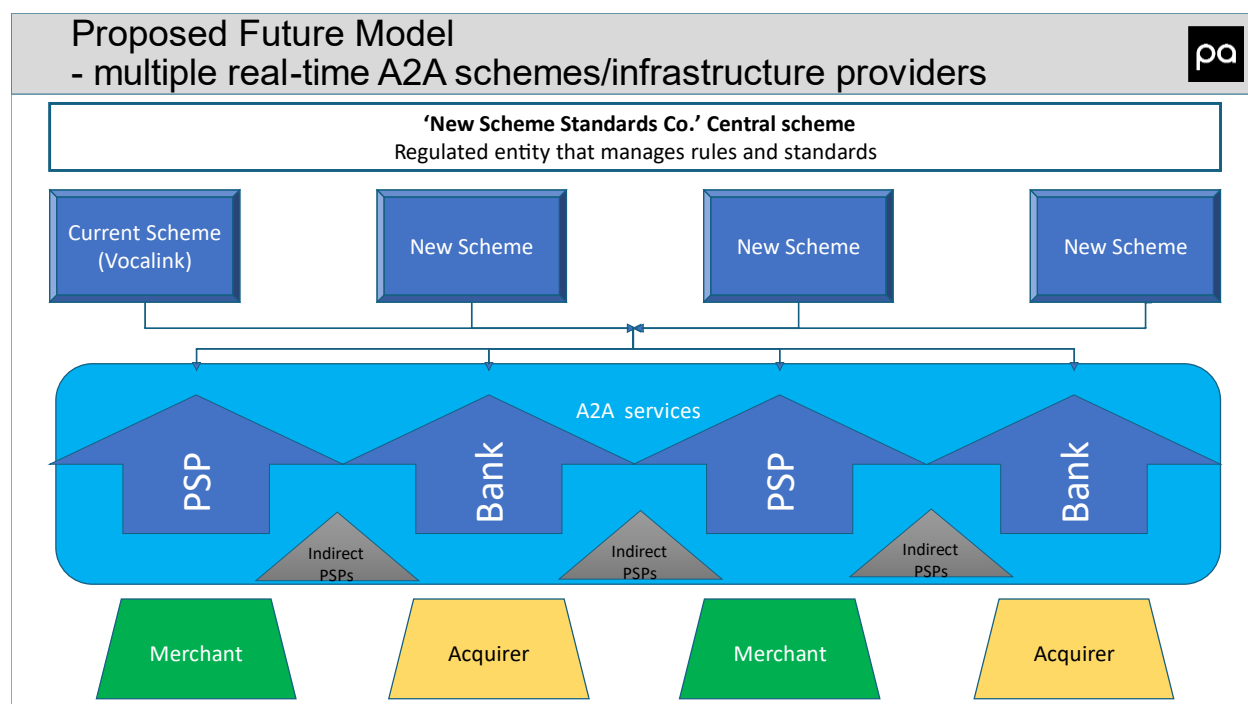 Proposed Future Model
- multiple real-time A2A schemes/infrastructure providers
pa
‘New Scheme Standards Co.’ Central scheme
Regulated entity that manages rules and standards
Current Scheme
(Vocalink)
New Scheme
New Scheme
New Scheme
A2A services
PSP
Bank
PSP
Bank
Indirect
PSPs
Indirect
PSPs
Indirect
PSPs
Merchant
Acquirer
Merchant
Acquirer